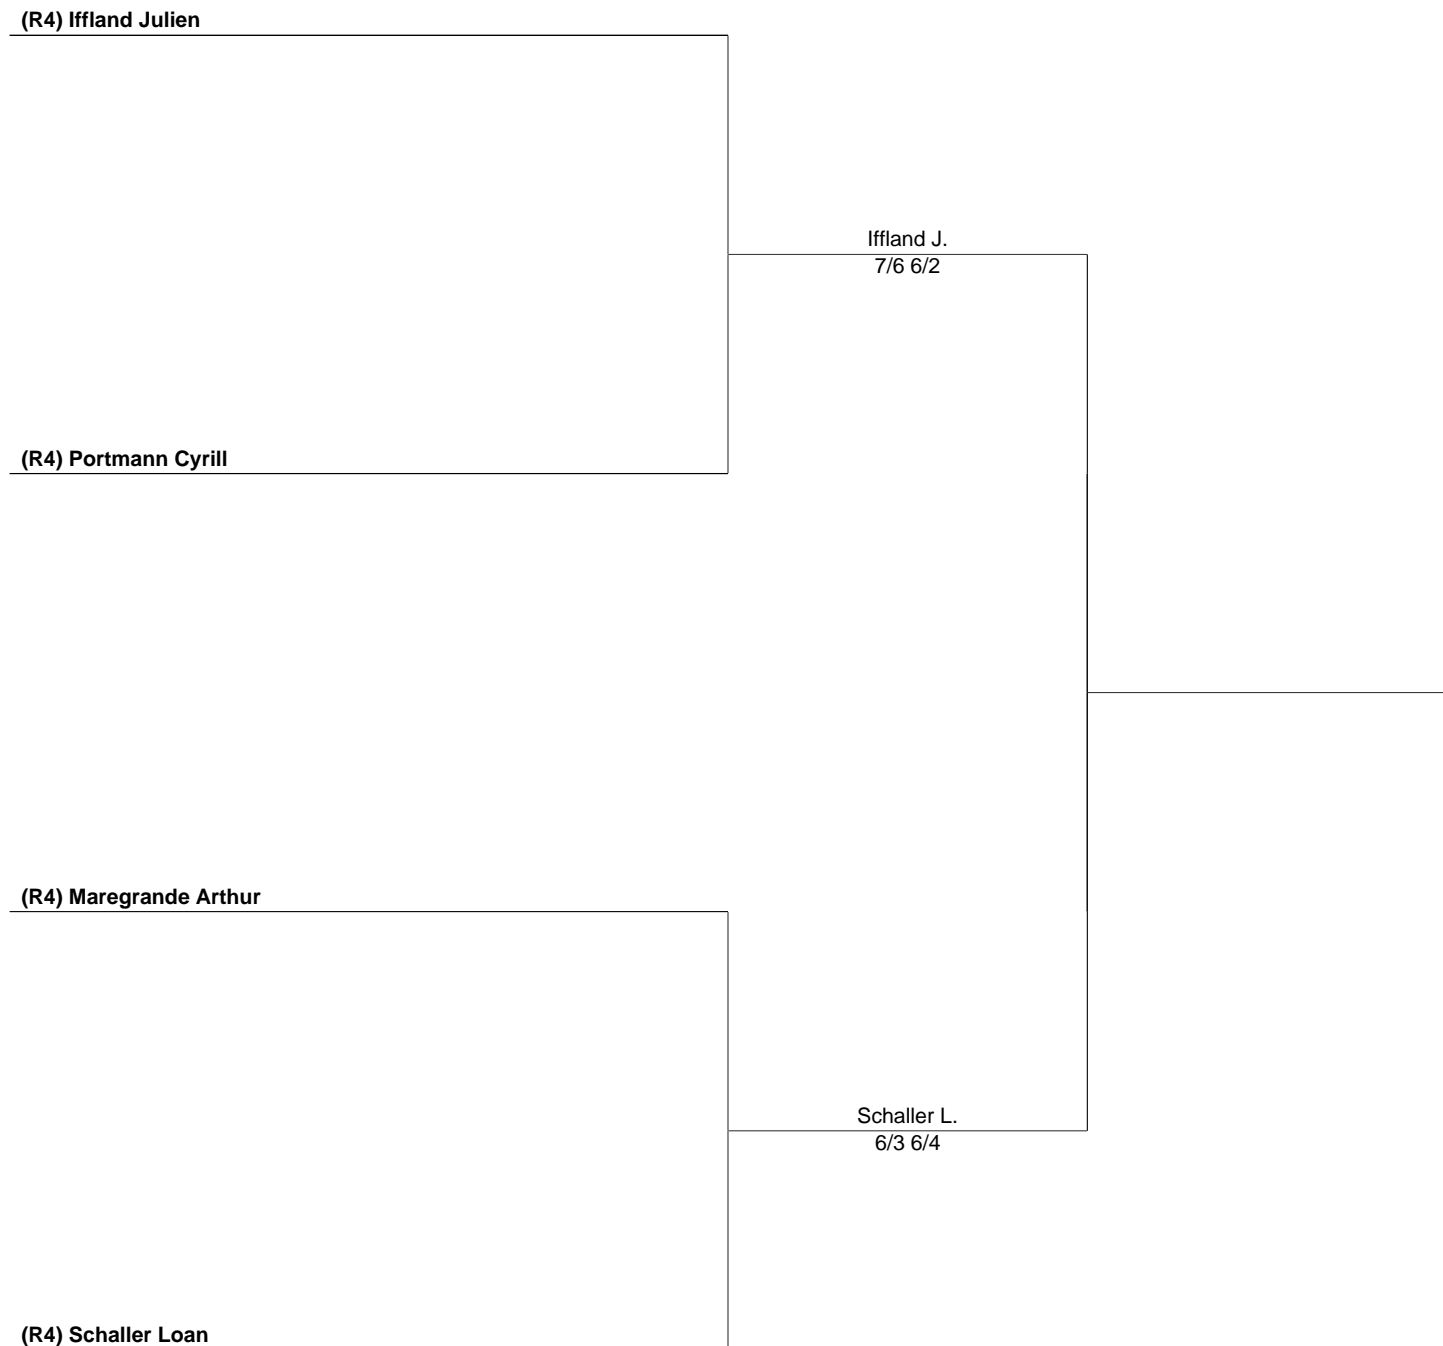 (R4) Iffland Julien
Iffland J.
7/6 6/2
(R4) Portmann Cyrill
(R4) Maregrande Arthur
Schaller L.
6/3 6/4
(R4) Schaller Loan